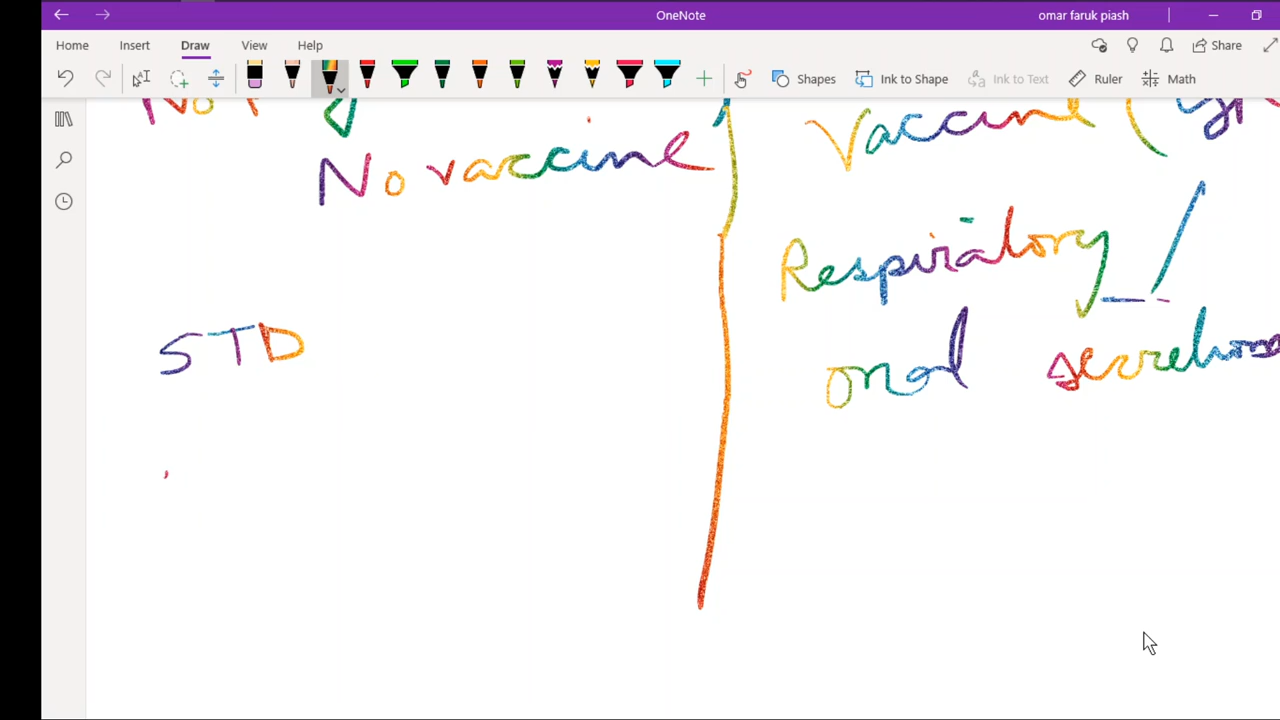 OneNote
omar faruk piash
Home Insert Draw View Help
Share
Shapes
Ink to Shape
Ink to Text
Ruler
Math
No vaccine
STD
Vaccine (
Respiratory /
oral secretions